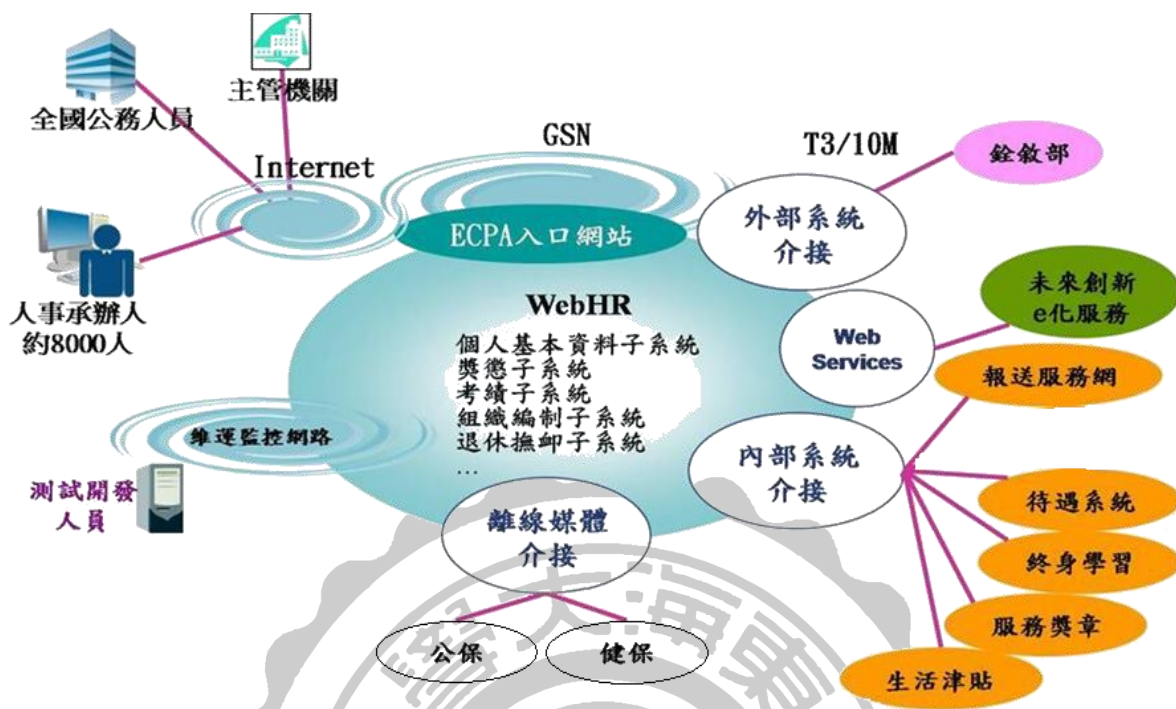 主管機關
全國公務人員
GSN
T3/10M
Internet
銓敘部
外部系統
介接
ECPA入口網站
人事承辦人
約8000人
WebHR
個人基本資料子系統
獎懲子系統
考績子系統
組織編制子系統
退休撫卹子系統
...
未來創新
e化服務
Web
Services
報送服務網
維運監控網路
內部系統
介接
測試開發
人員
待遇系統
離線媒體
介接
終身學習
服務獎章
公保
健保
生活津貼
學大海東